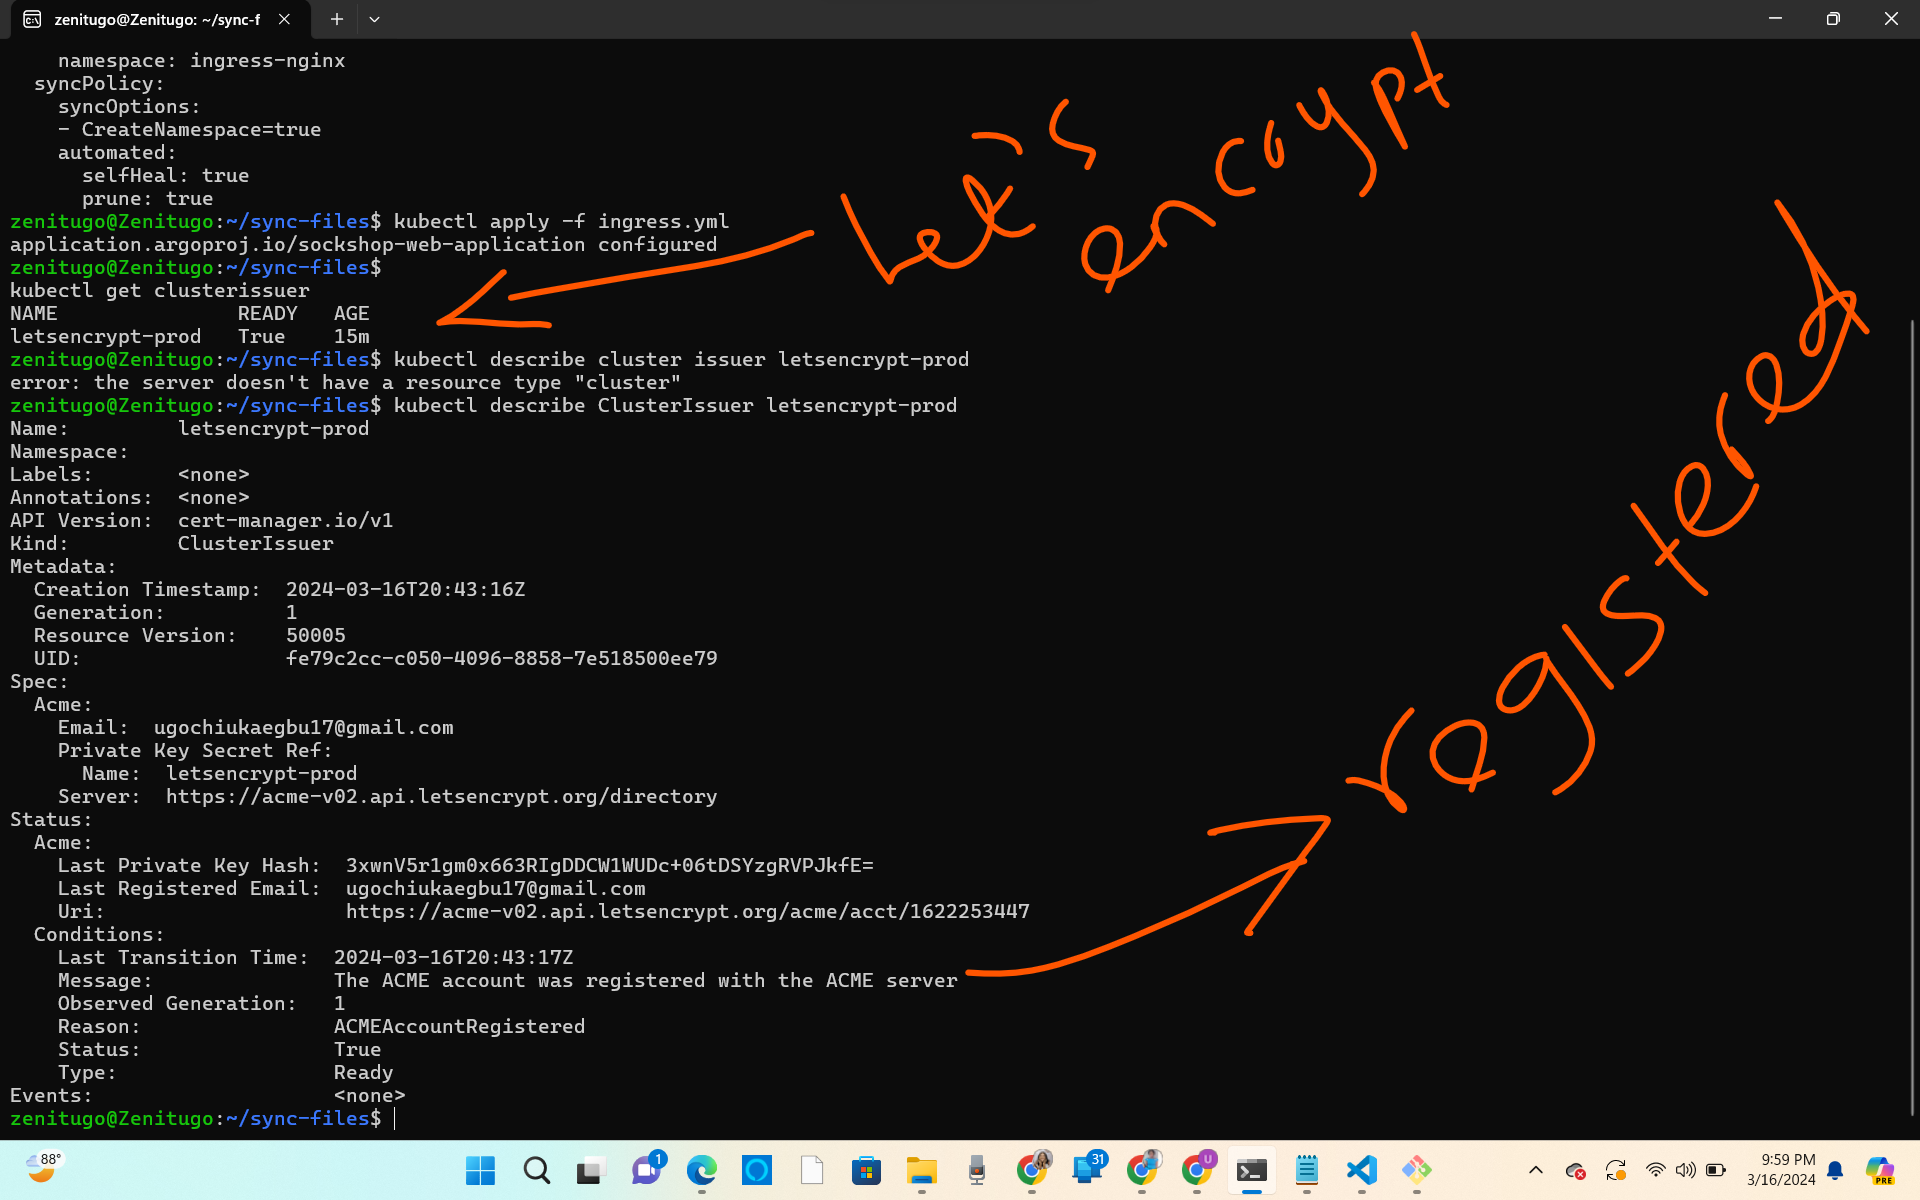 zenitugo@Zenitugo: ~/sync-f
namespace: ingress-nginx
syncPolicy:
syncOptions:
- CreateNamespace=true
automated:
selfHeal: true
prune: true
zenitugo@Zenitugo:~/sync-files$ kubectl apply -f ingress.yml
application.argoproj.io/sockshop-web-application configured
zenitugo@Zenitugo:~/sync-files$
kubectl get clusterissuer
NAME READY AGE
letsencrypt-prod True 15m
zenitugo@Zenitugo:~/sync-files$ kubectl describe cluster issuer letsencrypt-prod
error: the server doesn't have a resource type "cluster"
zenitugo@Zenitugo:~/sync-files$ kubectl describe ClusterIssuer letsencrypt-prod
Name: letsencrypt-prod
Namespace:
Labels: <none>
Annotations: <none>
API Version: cert-manager.io/v1
Kind: ClusterIssuer
Metadata:
Creation Timestamp: 2024-03-16T20:43:16Z
Generation: 1
Resource Version: 50005
UID: fe79c2cc-c050-4096-8858-7e518500ee79
Spec:
Acme:
Email: ugochiukaegbu17@gmail.com
Private Key Secret Ref:
Name: letsencrypt-prod
Server: https://acme-v02.api.letsencrypt.org/directory
Status:
Acme:
Last Private Key Hash: 3xwnV5r1gm0x663RIgDDCW1WUDc+06tDSYzgRVPJkfE=
Last Registered Email: ugochiukaegbu17@gmail.com
Uri: https://acme-v02.api.letsencrypt.org/acme/acct/1622253447
Conditions:
Last Transition Time: 2024-03-16T20:43:17Z
Message: The ACME account was registered with the ACME server
Observed Generation: 1
Reason: ACMEAccountRegistered
Status: True
Type: Ready
Events: <none>
zenitugo@Zenitugo:~/sync-files$
let's
encrypt
registered
88°
1
31
U
PRE
9:59 PM
3/16/2024